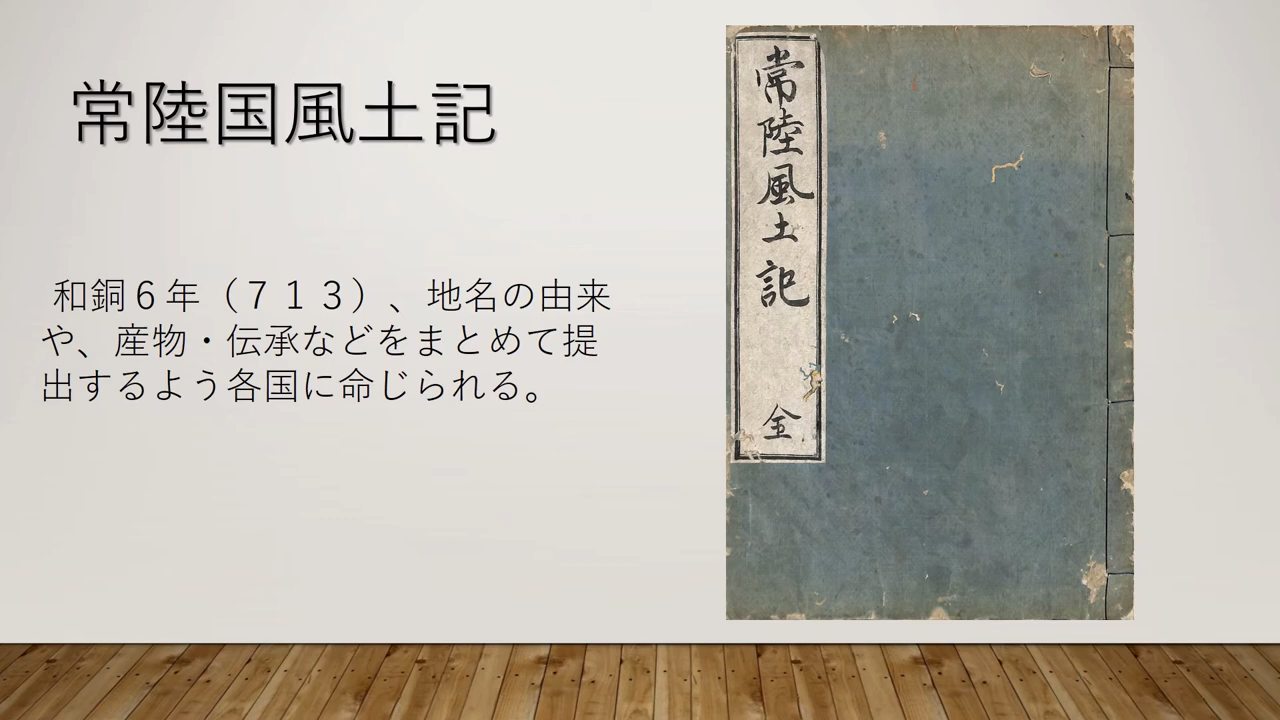 常陸国風土記
和銅６年（７１３）、地名の由来
や、産物・伝承などをまとめて提
出するよう各国に命じられる。
常陸風土記
全